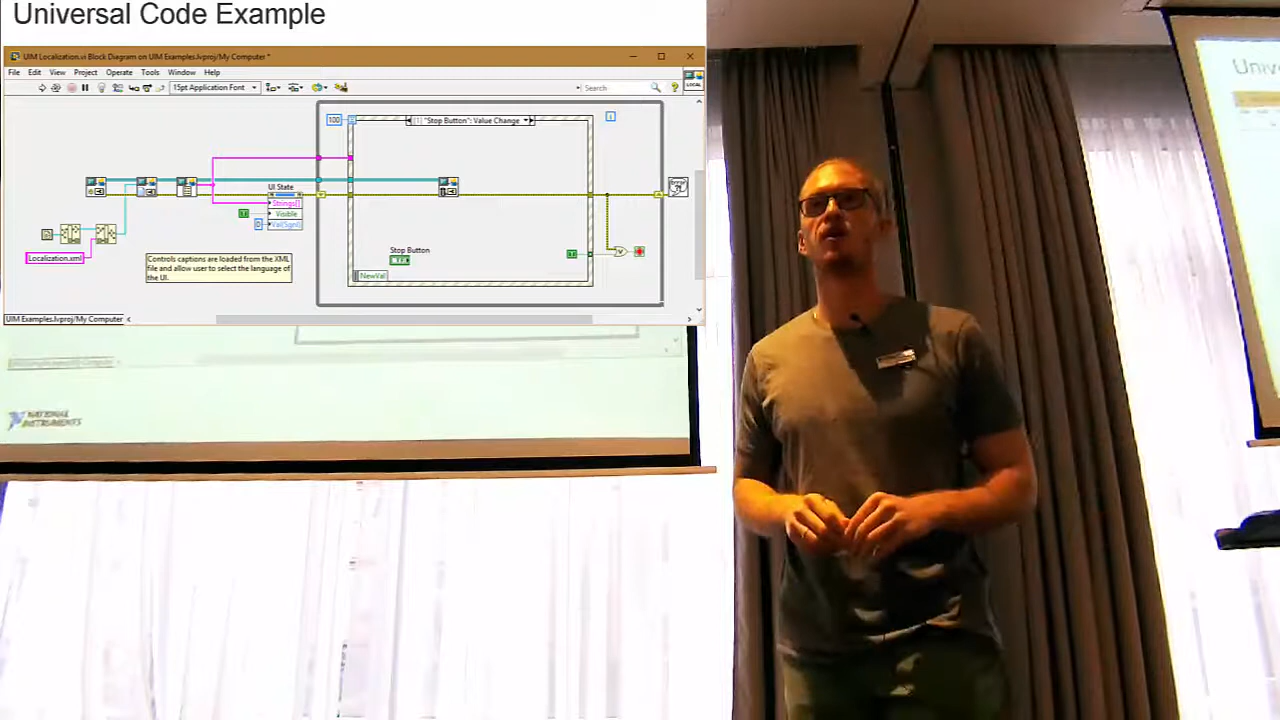 Universal Code Example
UIM Localization.vi Block Diagram on UIM Examples.lvproj/My Computer *
File Edit View Project Operate Tools Window Help
15pt Application Font
Search
LOCAL
100
[1] "Stop Button": Value Change
i
UI State
Strings[]
Visible
Val(Sgnl)
0
Localization.xml
Controls captions are loaded from the XML
file and allow user to select the language of
the UI.
Stop Button
NewVal
UIM Examples.lvproj/My Computer
NATIONAL
INSTRUMENTS